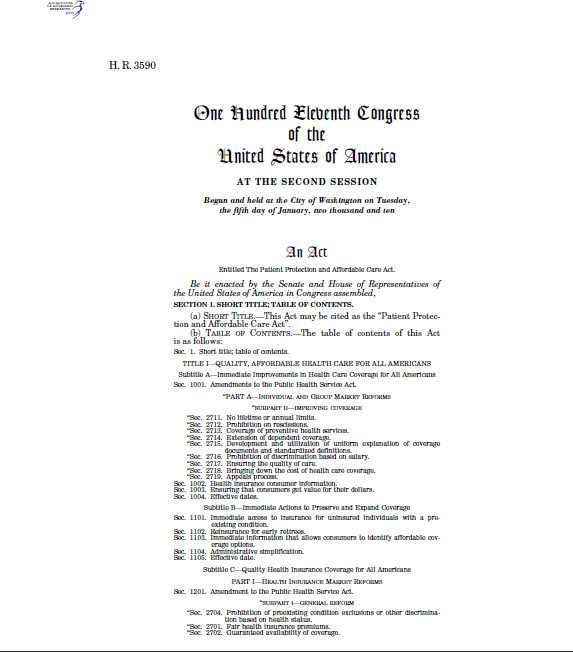 AUTHENTICATED
U.S. GOVERNMENT
INFORMATION
GPO
H. R. 3590
One Hundred Eleventh Congress
of the
United States of America
AT THE SECOND SESSION
Begun and held at the City of Washington on Tuesday,
the fifth day of January, two thousand and ten
An Act
Entitled The Patient Protection and Affordable Care Act.
Be it enacted by the Senate and House of Representatives of
the United States of America in Congress assembled,
SECTION 1. SHORT TITLE; TABLE OF CONTENTS.
(a) SHORT TITLE.—This Act may be cited as the “Patient Protec-
tion and Affordable Care Act”.
(b) TABLE OF CONTENTS.—The table of contents of this Act
is as follows:
Sec. 1. Short title; table of contents.
TITLE I—QUALITY, AFFORDABLE HEALTH CARE FOR ALL AMERICANS
Subtitle A—Immediate Improvements in Health Care Coverage for All Americans
Sec. 1001. Amendments to the Public Health Service Act.
“PART A—INDIVIDUAL AND GROUP MARKET REFORMS
“SUBPART II—IMPROVING COVERAGE
“Sec. 2711. No lifetime or annual limits.
“Sec. 2712. Prohibition on rescissions.
“Sec. 2713. Coverage of preventive health services.
“Sec. 2714. Extension of dependent coverage.
“Sec. 2715. Development and utilization of uniform explanation of coverage
documents and standardized definitions.
“Sec. 2716. Prohibition of discrimination based on salary.
“Sec. 2717. Ensuring the quality of care.
“Sec. 2718. Bringing down the cost of health care coverage.
“Sec. 2719. Appeals process.
Sec. 1002. Health insurance consumer information.
Sec. 1003. Ensuring that consumers get value for their dollars.
Sec. 1004. Effective dates.
Subtitle B—Immediate Actions to Preserve and Expand Coverage
Sec. 1101. Immediate access to insurance for uninsured individuals with a pre-
existing condition.
Sec. 1102. Reinsurance for early retirees.
Sec. 1103. Immediate information that allows consumers to identify affordable cov-
erage options.
Sec. 1104. Administrative simplification.
Sec. 1105. Effective date.
Subtitle C—Quality Health Insurance Coverage for All Americans
PART I—HEALTH INSURANCE MARKET REFORMS
Sec. 1201. Amendment to the Public Health Service Act.
“SUBPART I—GENERAL REFORM
“Sec. 2704. Prohibition of preexisting condition exclusions or other discrimina-
tion based on health status.
“Sec. 2701. Fair health insurance premiums.
“Sec. 2702. Guaranteed availability of coverage.